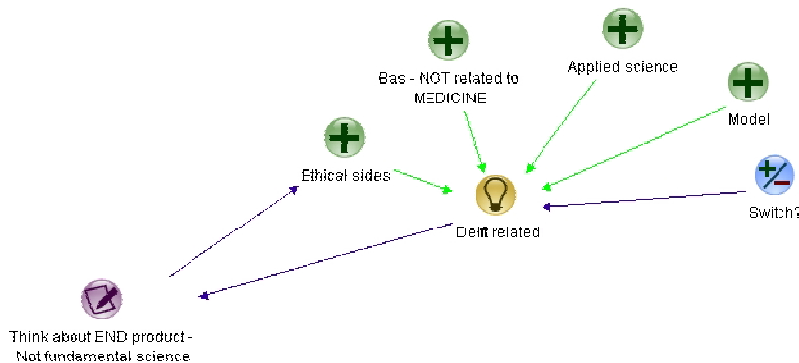 Applied science
Bas - NOT related to
MEDICINE
Model
Ethical sides
Switch?
Delft related
Think about END product -
Not fundamental science